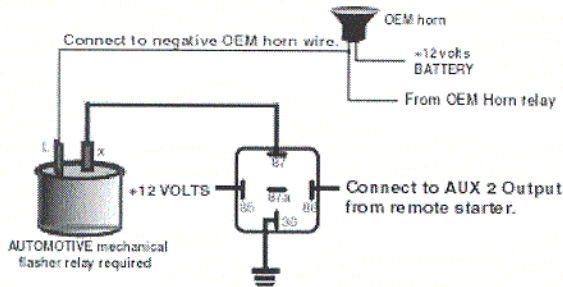 OEM horn
Connect to negative OEM horn wire.
+12 volts
BATTERY
From OEM Horn relay
L
X
87
+12 VOLTS
85
87a
86
30
Connect to AUX 2 Output
from remote starter.
AUTOMOTIVE mechanical
flasher relay required